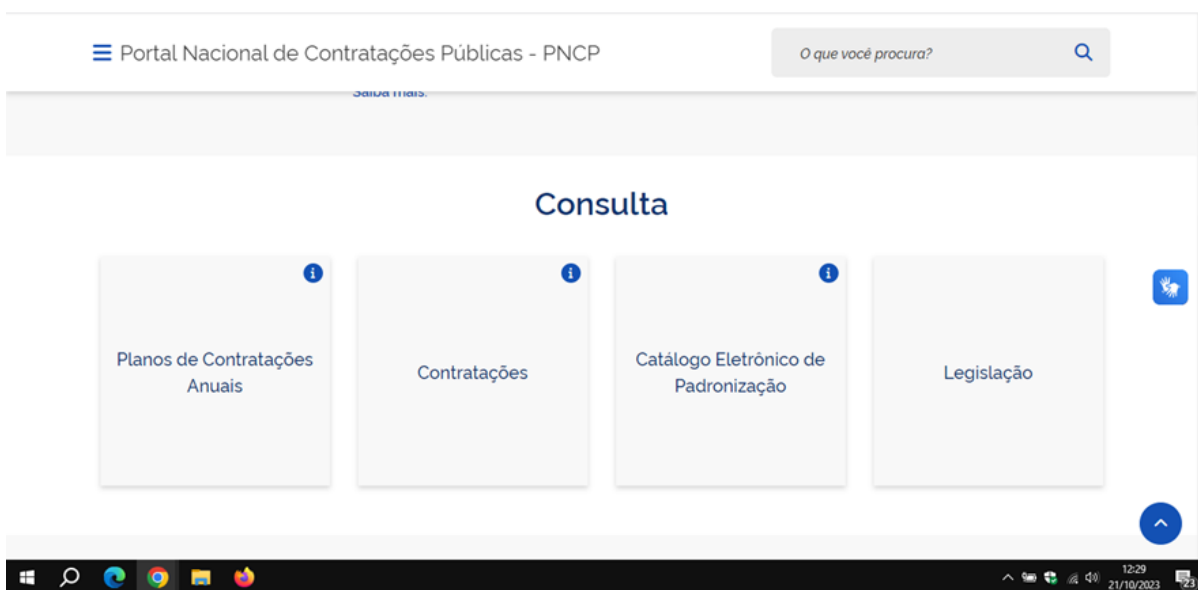 Portal Nacional de Contratações Públicas - PNCP
O que você procura?
Saiba mais.
Consulta
Planos de Contratações
Anuais
Contratações
Catálogo Eletrônico de
Padronização
Legislação
12:29
21/10/2023
23